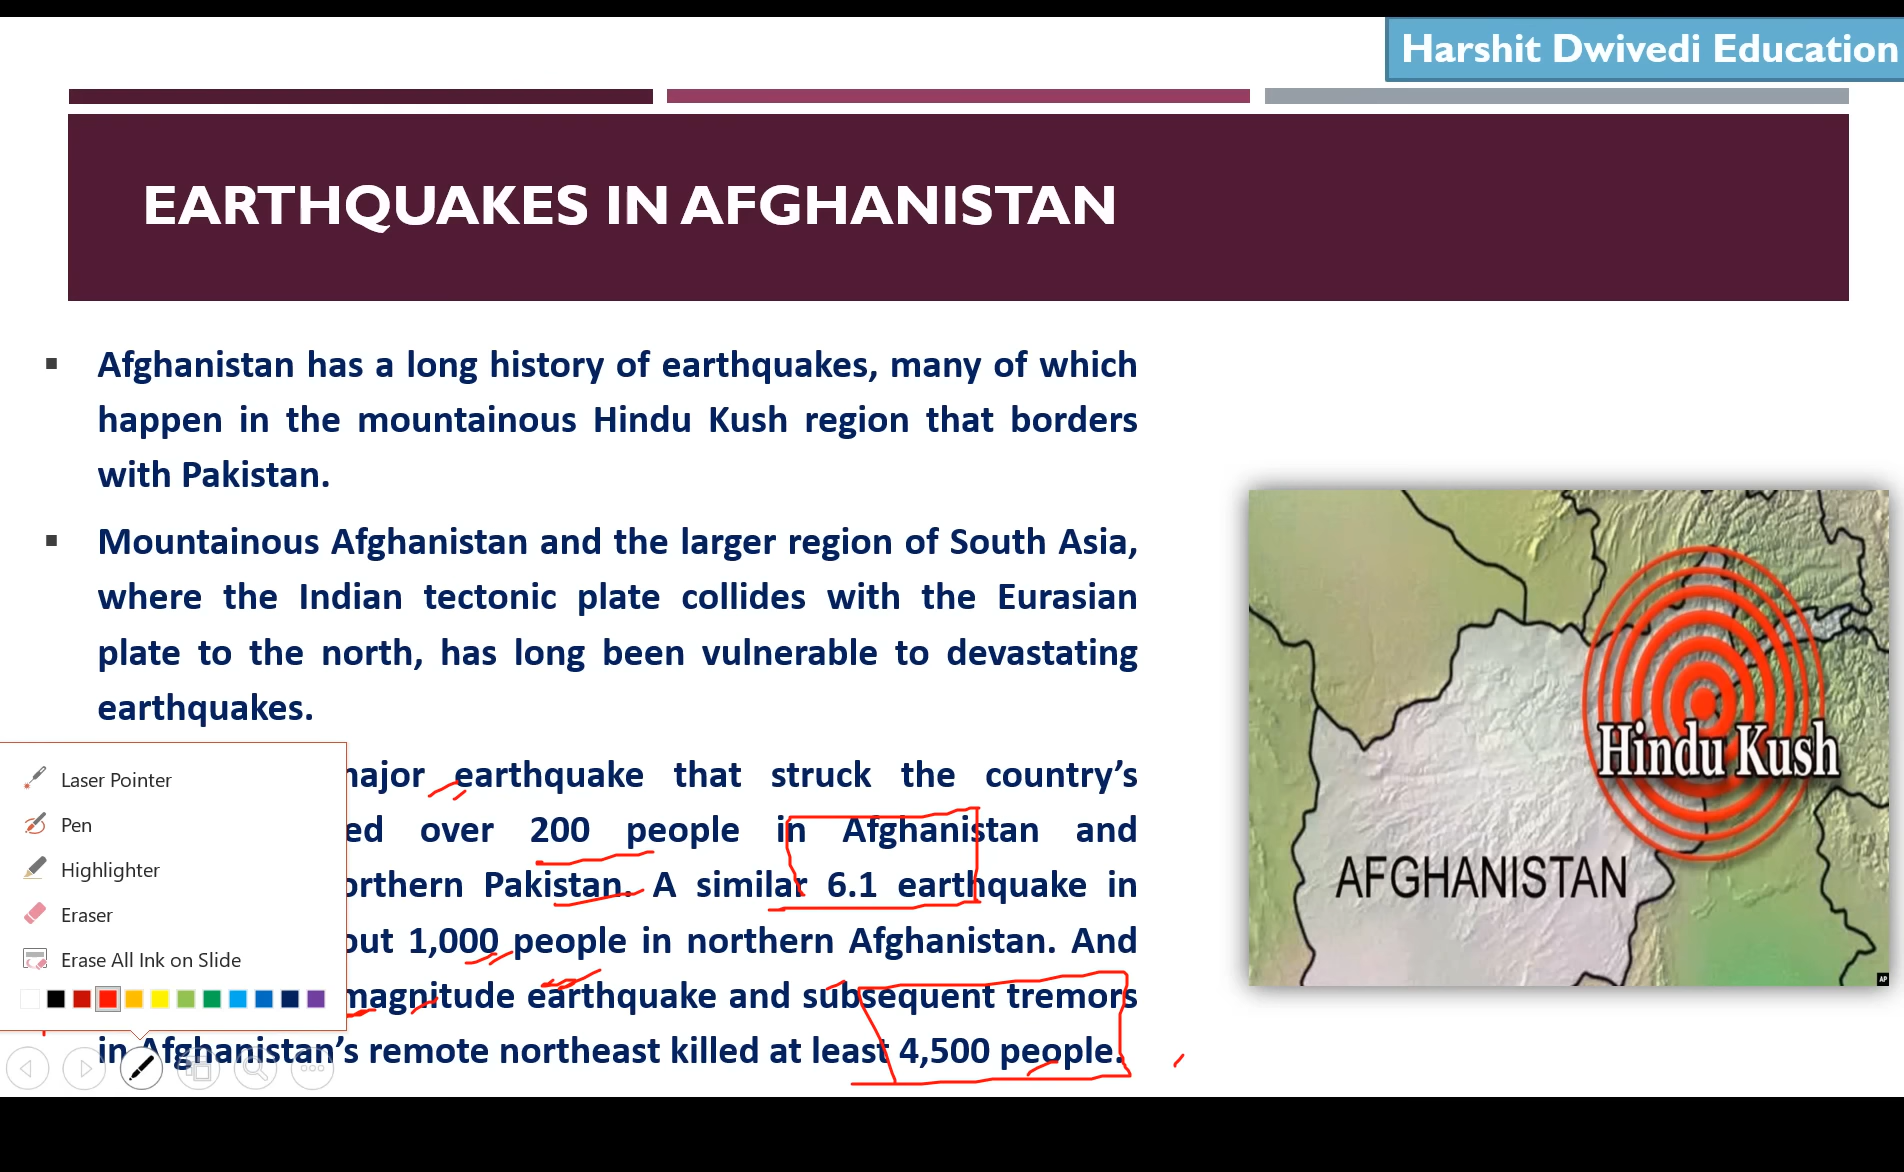 Harshit Dwivedi Education
EARTHQUAKES IN AFGHANISTAN
▪ Afghanistan has a long history of earthquakes, many of which
happen in the mountainous Hindu Kush region that borders
with Pakistan.
▪ Mountainous Afghanistan and the larger region of South Asia,
where the Indian tectonic plate collides with the Eurasian
plate to the north, has long been vulnerable to devastating
earthquakes.
earthquake that struck the country’s
over 200 people in Afghanistan and
Pakistan. A similar 6.1 earthquake in
1,000 people in northern Afghanistan. And
magnitude earthquake and subsequent tremors
in Afghanistan’s remote northeast killed at least 4,500 people.
Laser Pointer
Pen
Highlighter
Eraser
Erase All Ink on Slide
Hindu Kush
AFGHANISTAN
AP